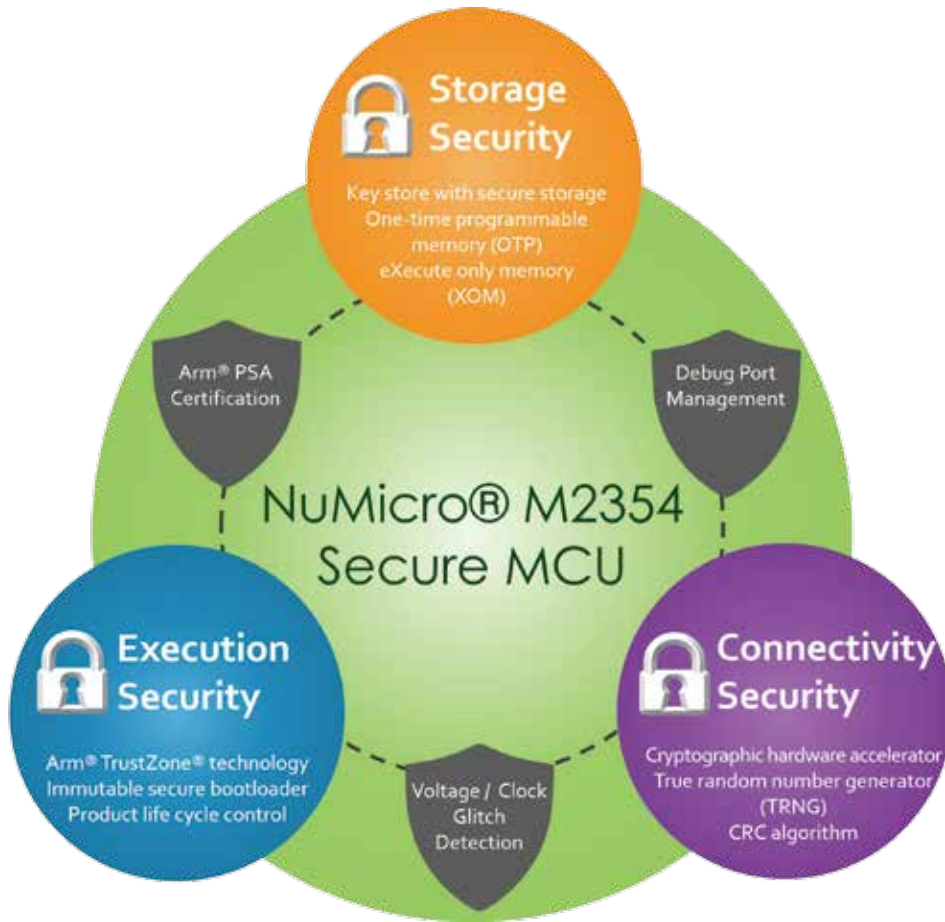 Storage
Security
Key store with secure storage
One-time programmable
memory (OTP)
eXecute only memory
(XOM)
Arm® PSA
Certification
Debug Port
Management
NuMicro® M2354
Secure MCU
Execution
Security
Arm® TrustZone® technology
Immutable secure bootloader
Product life cycle control
Voltage / Clock
Glitch
Detection
Connectivity
Security
Cryptographic hardware accelerator
True random number generator
(TRNG)
CRC algorithm